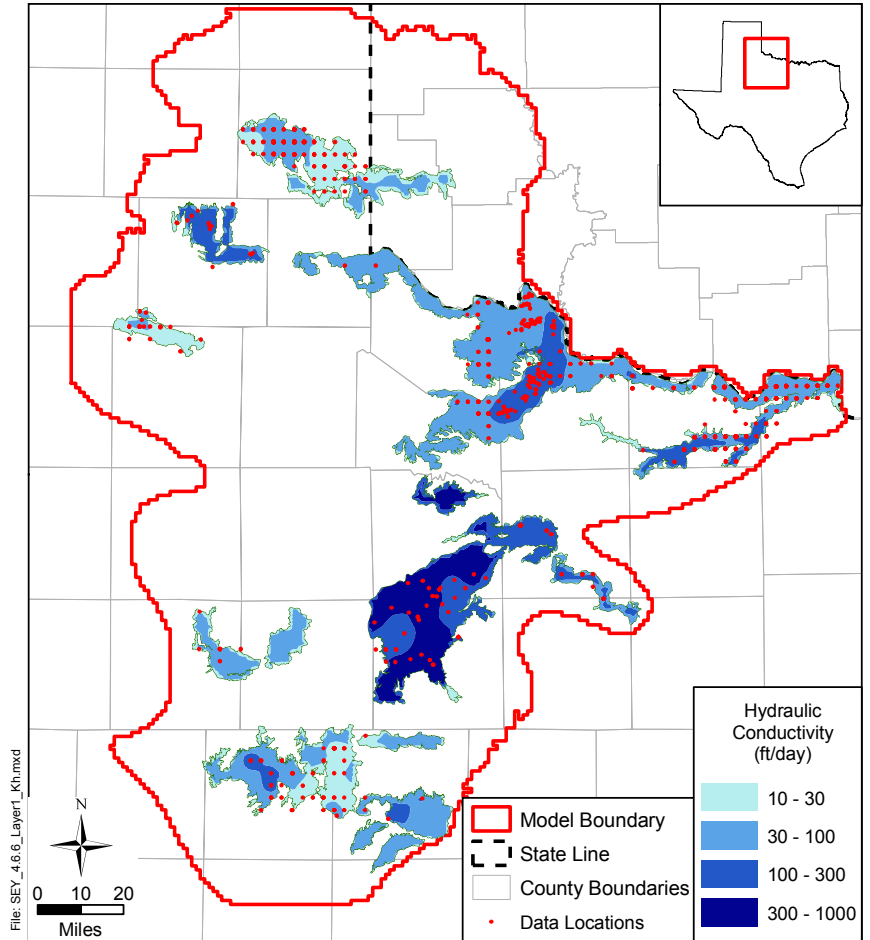 Hydraulic
Conductivity
(ft/day)
10 - 30
30 - 100
100 - 300
300 - 1000
Model Boundary
State Line
County Boundaries
Data Locations
N
0 10 20
Miles
File: SEY_4.6.6_Layer1_Kh.mxd